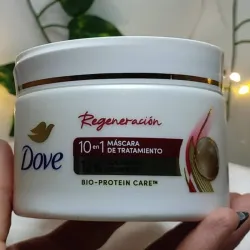 Regeneración
Dove
10 en 1 MÁSCARA
DE TRATAMIENTO
BIO-PROTEIN CARE™